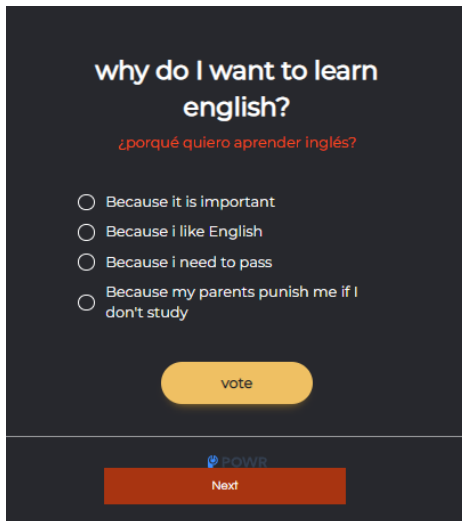 why do I want to learn
english?
¿porqué quiero aprender inglés?
Because it is important
Because i like English
Because i need to pass
Because my parents punish me if I
don't study
vote
POWR
Next